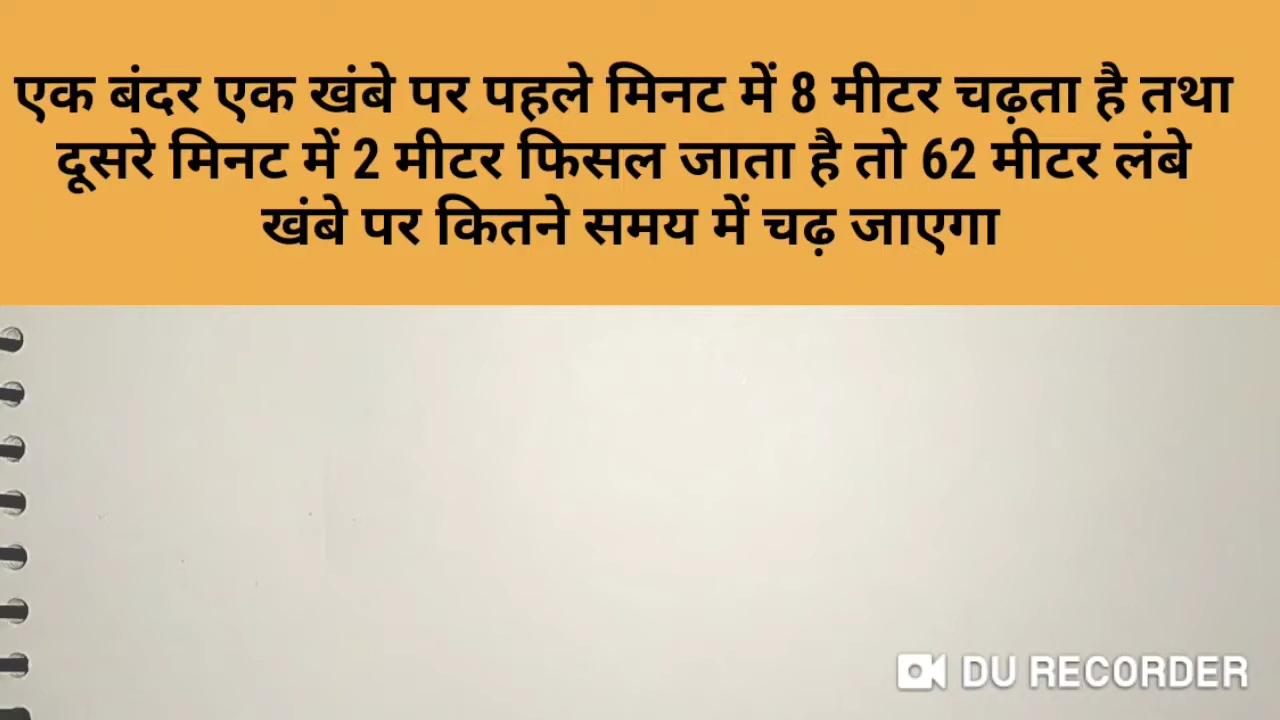 एक बंदर एक खंबे पर पहले मिनट में 8 मीटर चढ़ता है तथा
दूसरे मिनट में 2 मीटर फिसल जाता है तो 62 मीटर लंबे
खंबे पर कितने समय में चढ़ जाएगा
DU RECORDER